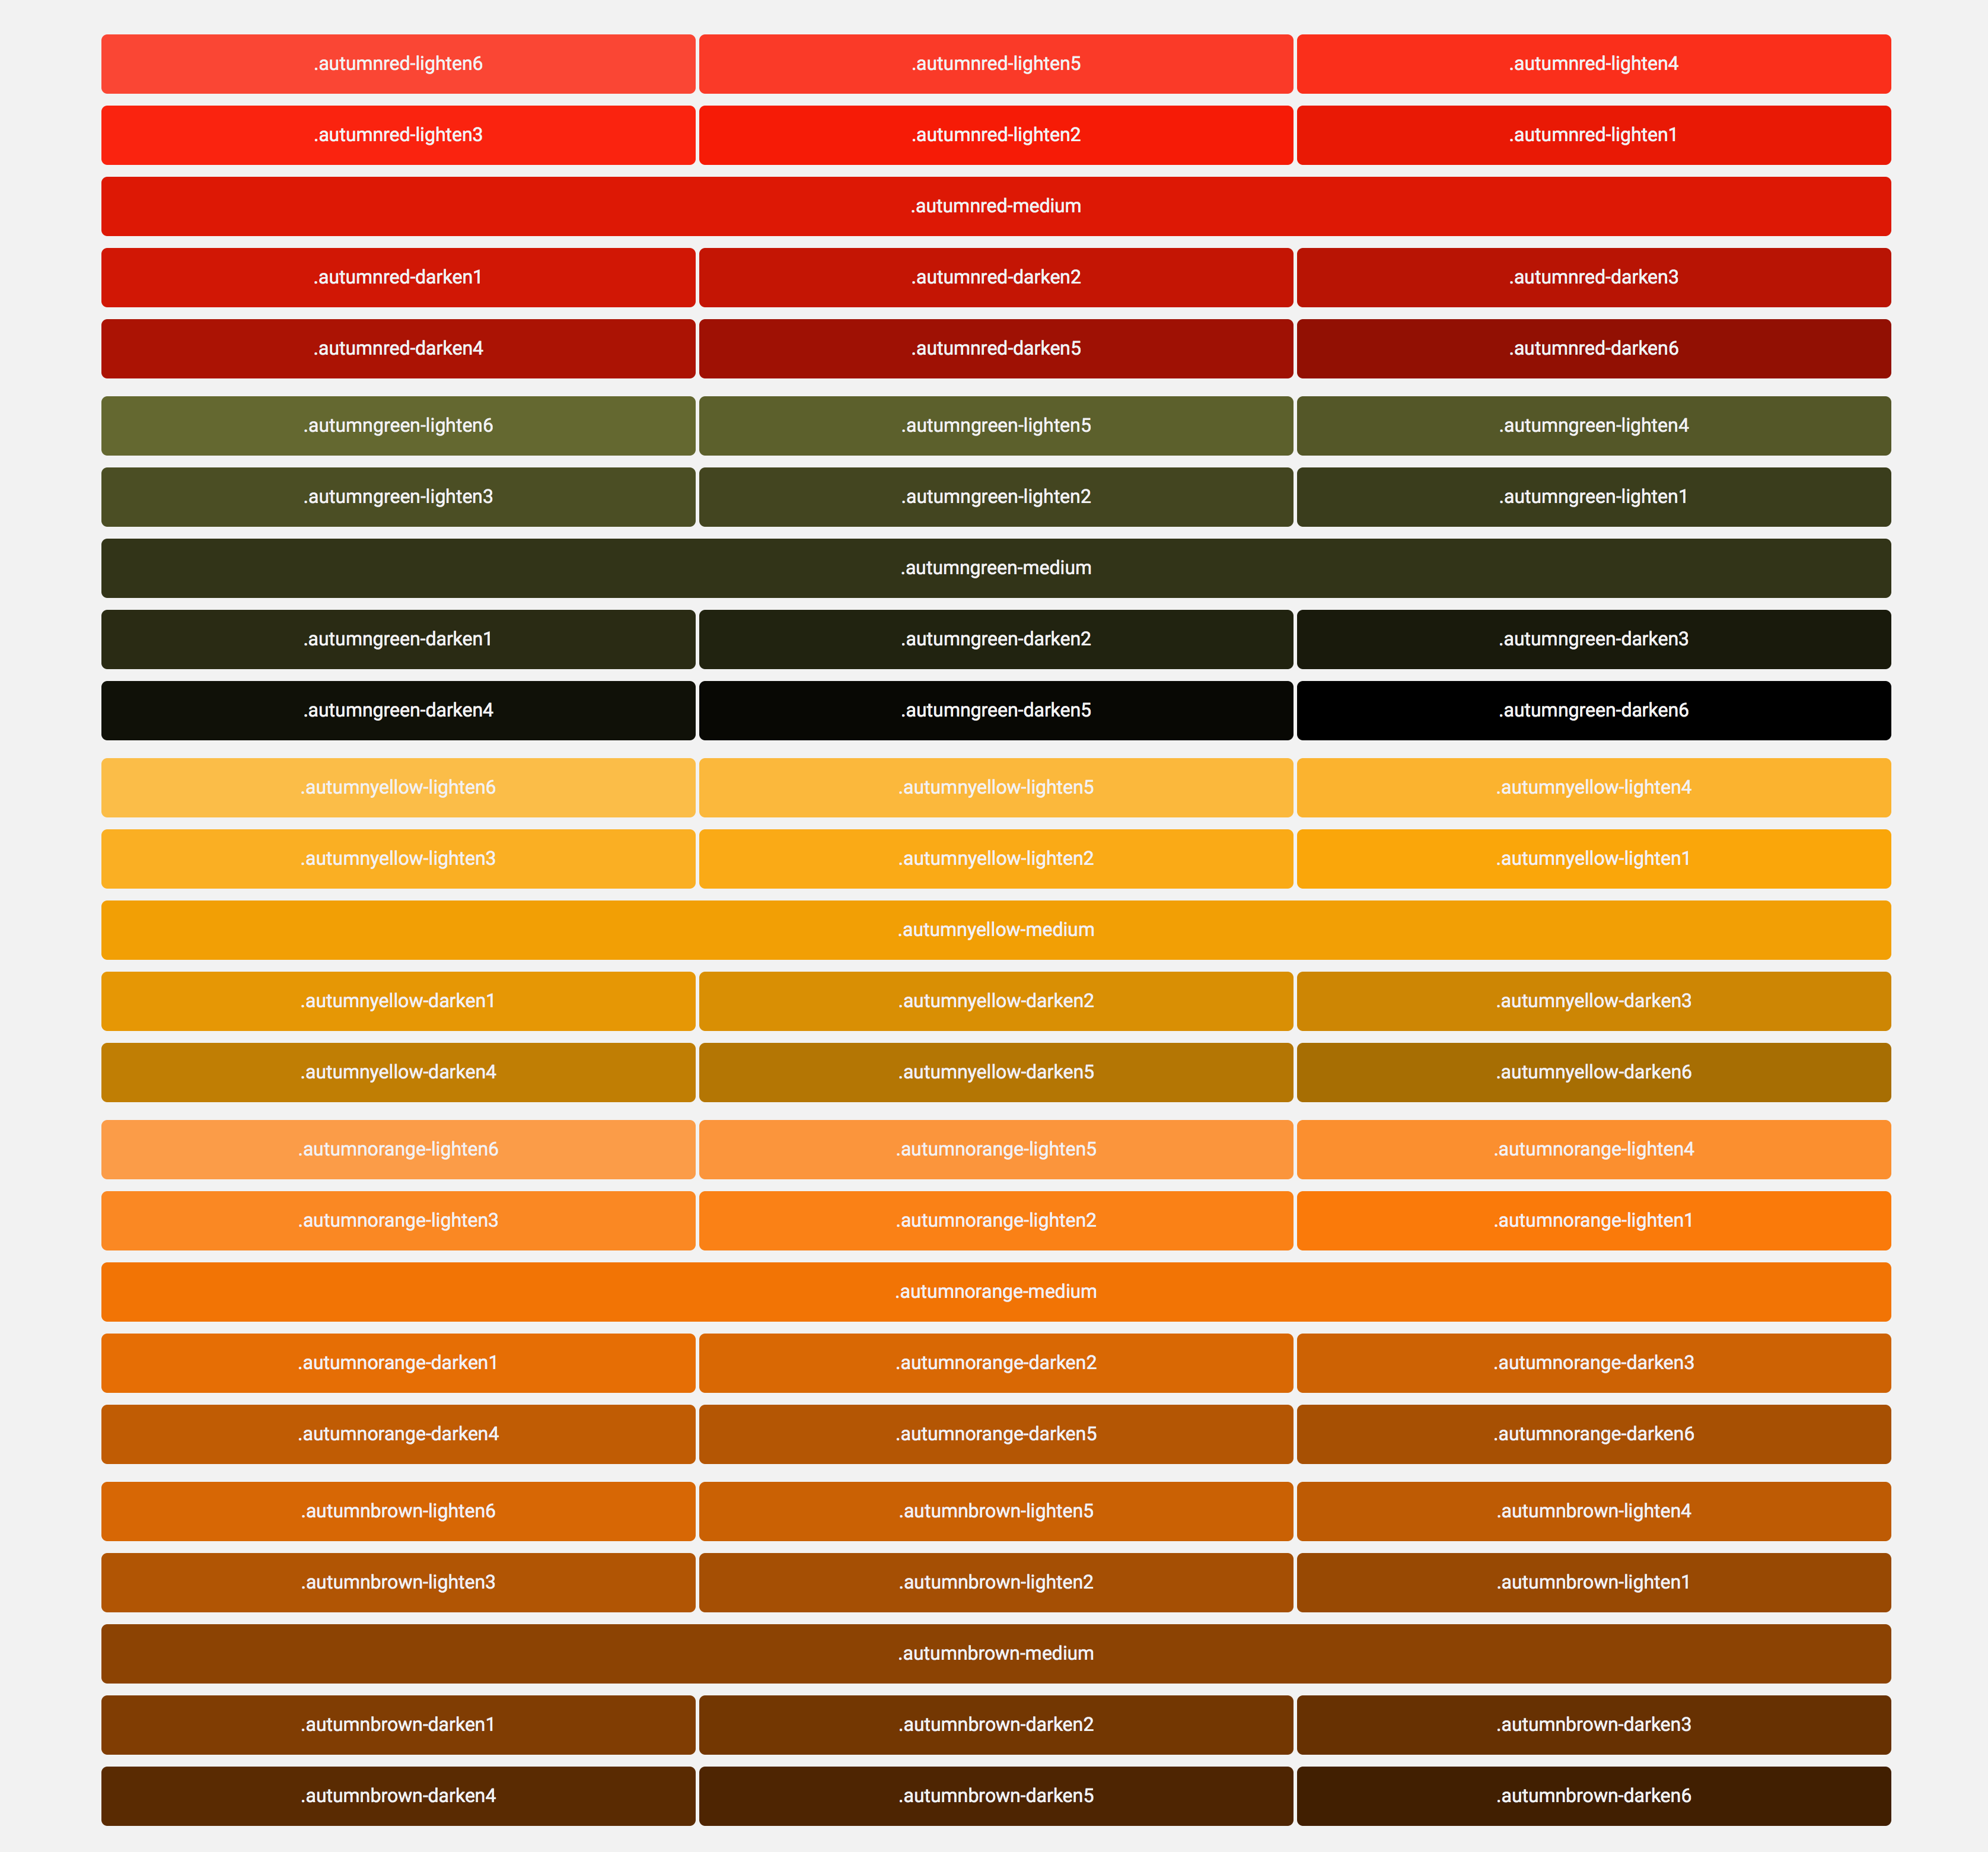 .autumnred-lighten6 .autumnred-lighten5 .autumnred-lighten4
.autumnred-lighten3 .autumnred-lighten2 .autumnred-lighten1
.autumnred-medium
.autumnred-darken1 .autumnred-darken2 .autumnred-darken3
.autumnred-darken4 .autumnred-darken5 .autumnred-darken6
.autumngreen-lighten6 .autumngreen-lighten5 .autumngreen-lighten4
.autumngreen-lighten3 .autumngreen-lighten2 .autumngreen-lighten1
.autumngreen-medium
.autumngreen-darken1 .autumngreen-darken2 .autumngreen-darken3
.autumngreen-darken4 .autumngreen-darken5 .autumngreen-darken6
.autumnyellow-lighten6 .autumnyellow-lighten5 .autumnyellow-lighten4
.autumnyellow-lighten3 .autumnyellow-lighten2 .autumnyellow-lighten1
.autumnyellow-medium
.autumnyellow-darken1 .autumnyellow-darken2 .autumnyellow-darken3
.autumnyellow-darken4 .autumnyellow-darken5 .autumnyellow-darken6
.autumnorange-lighten6 .autumnorange-lighten5 .autumnorange-lighten4
.autumnorange-lighten3 .autumnorange-lighten2 .autumnorange-lighten1
.autumnorange-medium
.autumnorange-darken1 .autumnorange-darken2 .autumnorange-darken3
.autumnorange-darken4 .autumnorange-darken5 .autumnorange-darken6
.autumnbrown-lighten6 .autumnbrown-lighten5 .autumnbrown-lighten4
.autumnbrown-lighten3 .autumnbrown-lighten2 .autumnbrown-lighten1
.autumnbrown-medium
.autumnbrown-darken1 .autumnbrown-darken2 .autumnbrown-darken3
.autumnbrown-darken4 .autumnbrown-darken5 .autumnbrown-darken6